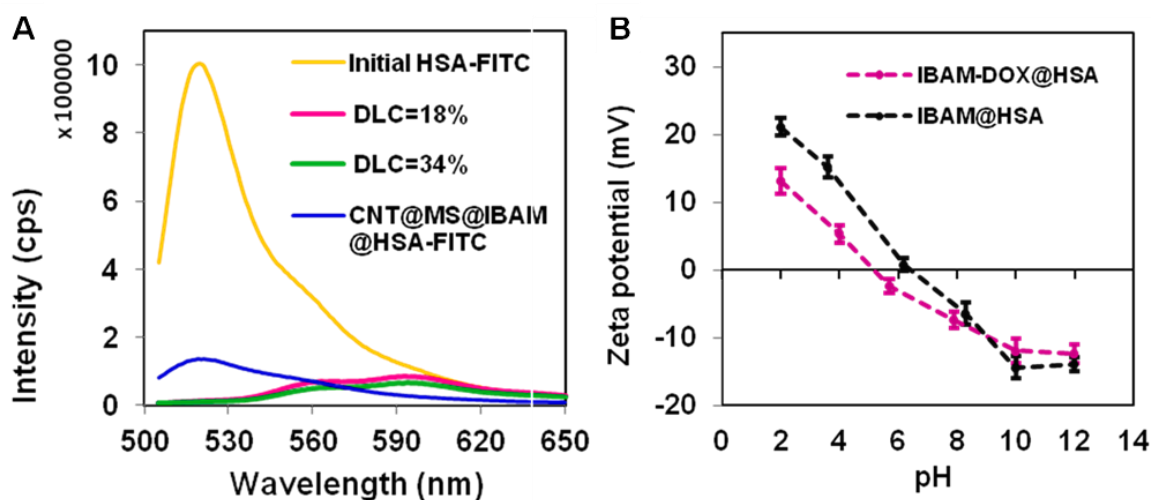 A
x 100000
Intensity (cps)
10
8
6
4
2
0
Initial HSA-FITC
DLC=18%
DLC=34%
CNT@MS@IBAM
@HSA-FITC
500 530 560 590 620 650
Wavelength (nm)
B
Zeta potential (mV)
30
20
10
0
-10
-20
IBAM-DOX@HSA
IBAM@HSA
0 2 4 6 8 10 12 14
pH